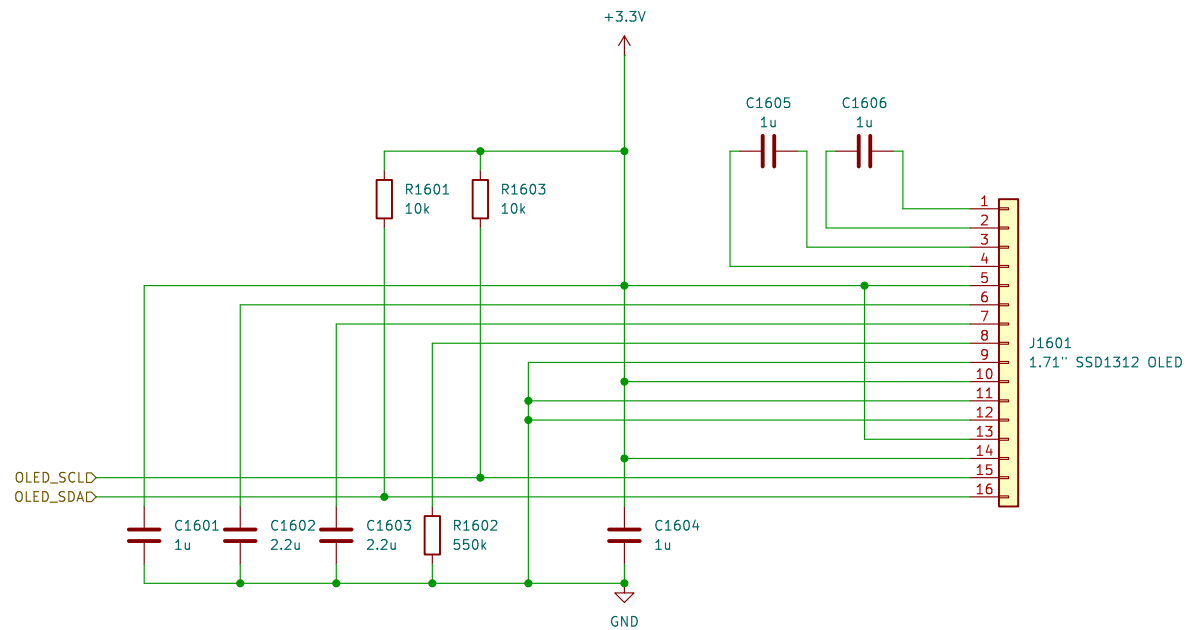 +3.3V
C1605
1u
C1606
1u
R1601
10k
R1603
10k
1
2
3
4
5
6
7
8
9
10
11
12
13
14
15
16
J1601
1.71" SSD1312 OLED
OLED_SCL
OLED_SDA
C1601
1u
C1602
2.2u
C1603
2.2u
R1602
550k
C1604
1u
GND